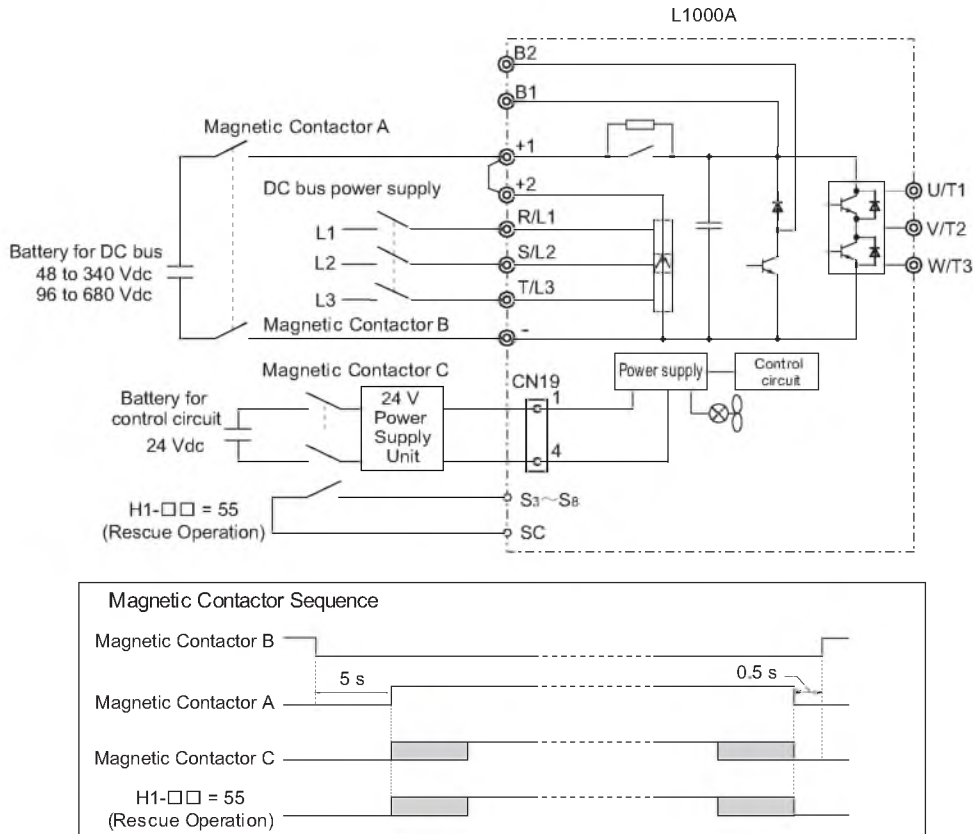 L1000A
B2
B1
Magnetic Contactor A
+1
DC bus power supply
+2
R/L1
L1
S/L2
L2
T/L3
L3
U/T1
V/T2
W/T3
Battery for DC bus
48 to 340 Vdc
96 to 680 Vdc
Magnetic Contactor B
-
Magnetic Contactor C
CN19
Power supply
Control
circuit
Battery for
control circuit
24 Vdc
24 V
Power
Supply
Unit
1
4
H1-□□ = 55
(Rescue Operation)
S3~S8
SC
Magnetic Contactor Sequence
Magnetic Contactor B
5 s
0.5 s
Magnetic Contactor A
Magnetic Contactor C
H1-□□ = 55
(Rescue Operation)